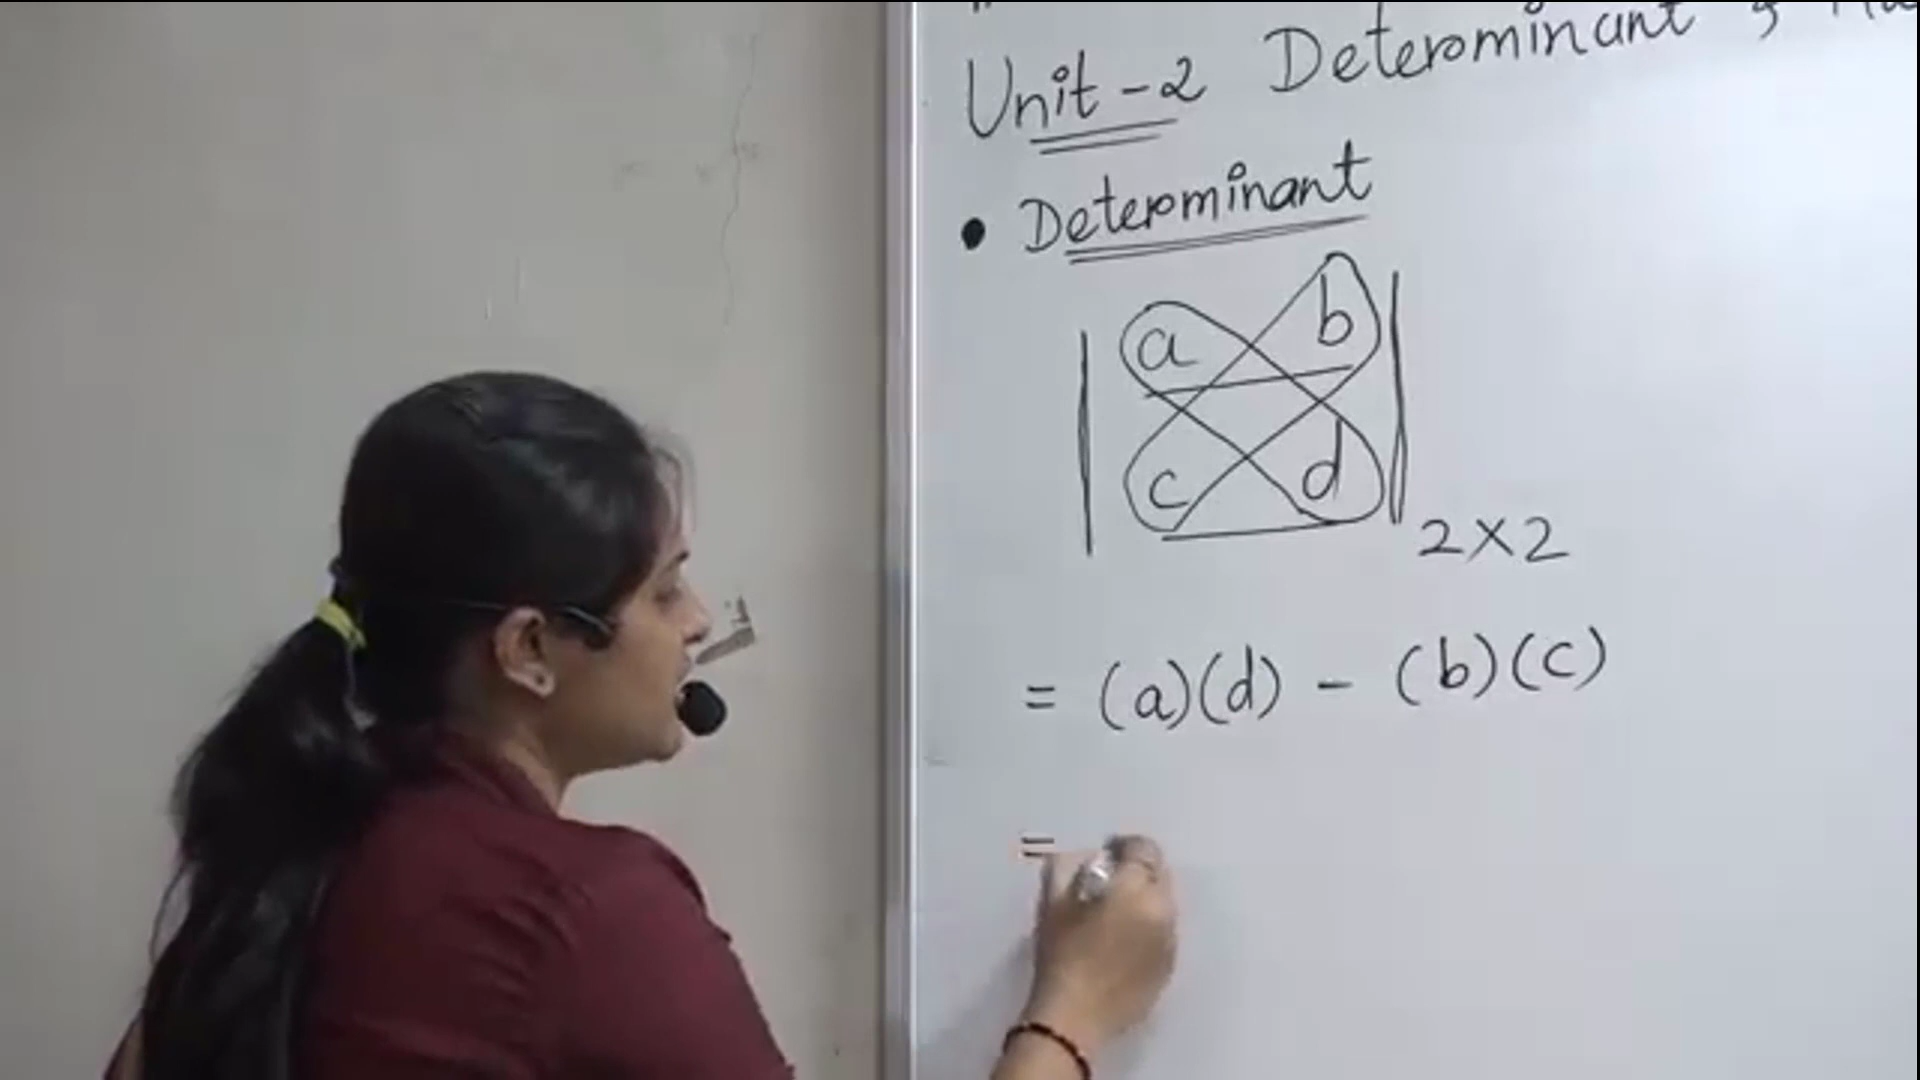 Unit-2 Determinant &
• Determinant
| a b |
| c d | 2×2
= (a)(d) - (b)(c)
=